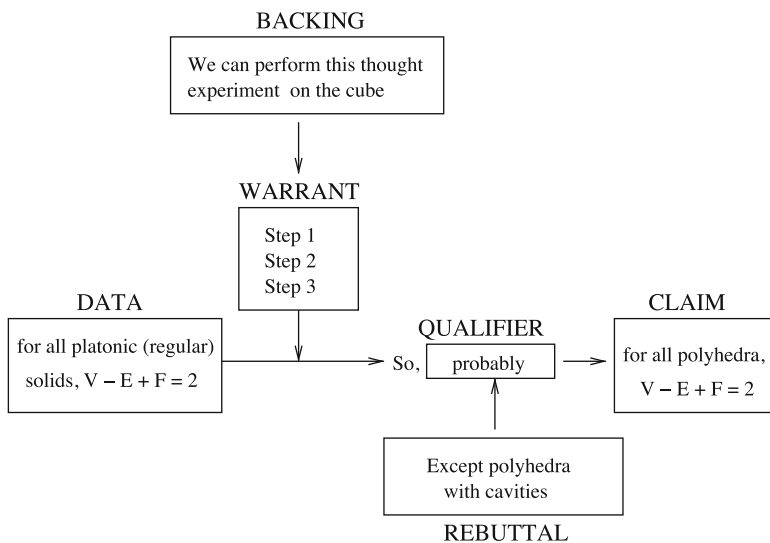 BACKING
We can perform this thought
experiment on the cube
WARRANT
Step 1
Step 2
Step 3
DATA
for all platonic (regular)
solids, V – E + F = 2
QUALIFIER
So, probably
CLAIM
for all polyhedra,
V – E + F = 2
Except polyhedra
with cavities
REBUTTAL